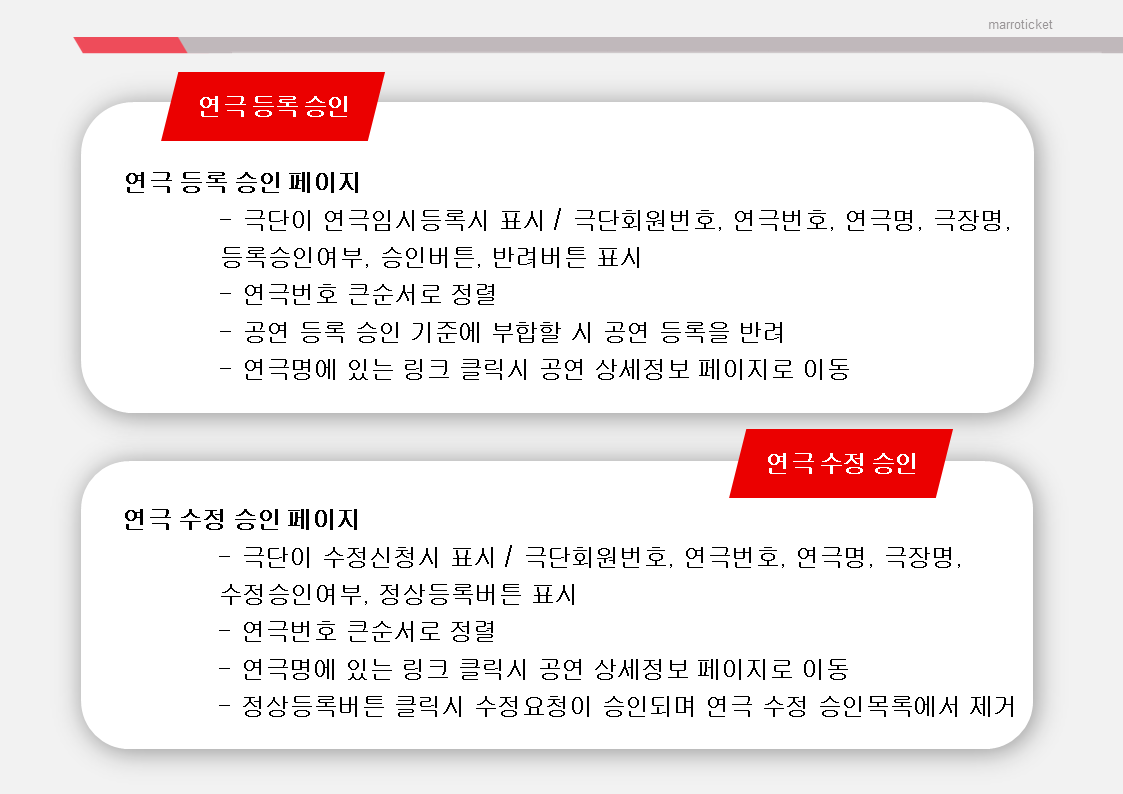 marroticket
연극 등록 승인
연극 등록 승인 페이지
- 극단이 연극임시등록시 표시 / 극단회원번호, 연극번호, 연극명, 극장명,
등록승인여부, 승인버튼, 반려버튼 표시
- 연극번호 큰순서로 정렬
- 공연 등록 승인 기준에 부합할 시 공연 등록을 반려
- 연극명에 있는 링크 클릭시 공연 상세정보 페이지로 이동
연극 수정 승인
연극 수정 승인 페이지
- 극단이 수정신청시 표시 / 극단회원번호, 연극번호, 연극명, 극장명,
수정승인여부, 정상등록버튼 표시
- 연극번호 큰순서로 정렬
- 연극명에 있는 링크 클릭시 공연 상세정보 페이지로 이동
- 정상등록버튼 클릭시 수정요청이 승인되며 연극 수정 승인목록에서 제거